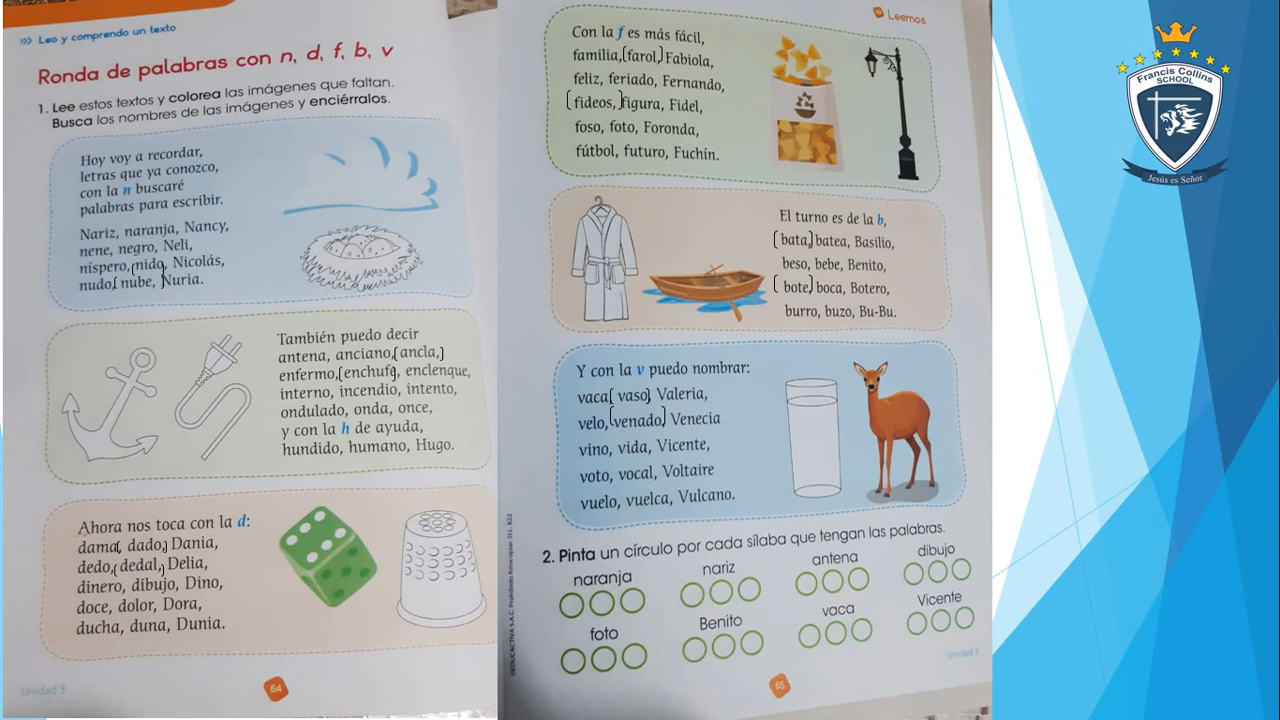 >>> Leo y comprendo un texto
Ronda de palabras con n, d, f, b, v
1. Lee estos textos y colorea las imágenes que faltan.
Busca los nombres de las imágenes y enciérralos.
Hoy voy a recordar,
letras que ya conozco,
con la n buscaré
palabras para escribir.
Nariz, naranja, Nancy,
nene, negro, Neli,
níspero, nido, Nicolás,
nudo, nube, Nuria.
También puedo decir
antena, anciano, ancla,
enfermo, enchufe, enclenque,
interno, incendio, intento,
ondulado, onda, once,
y con la h de ayuda,
hundido, humano, Hugo.
Ahora nos toca con la d:
dama, dado, Dania,
dedo, dedal, Delia,
dinero, dibujo, Dino,
doce, dolor, Dora,
ducha, duna, Dunia.
Unidad 3
64
Leemos
Con la f es más fácil,
familia, farol, Fabiola,
feliz, feriado, Fernando,
fideos, figura, Fidel,
foso, foto, Foronda,
fútbol, futuro, Fuchín.
El turno es de la b,
bata, batea, Basilio,
beso, bebe, Benito,
bote, boca, Botero,
burro, buzo, Bu-Bu.
Y con la v puedo nombrar:
vaca, vaso, Valeria,
velo, venado, Venecia
vino, vida, Vicente,
voto, vocal, Voltaire
vuelo, vuelca, Vulcano.
2. Pinta un círculo por cada sílaba que tengan las palabras.
naranja nariz antena dibujo
foto Benito vaca Vicente
©EDUCACTIVA S.A.C. Prohibido fotocopiar. D.L. 822
Unidad 3
65
Francis Collins
SCHOOL
Jesús es Señor